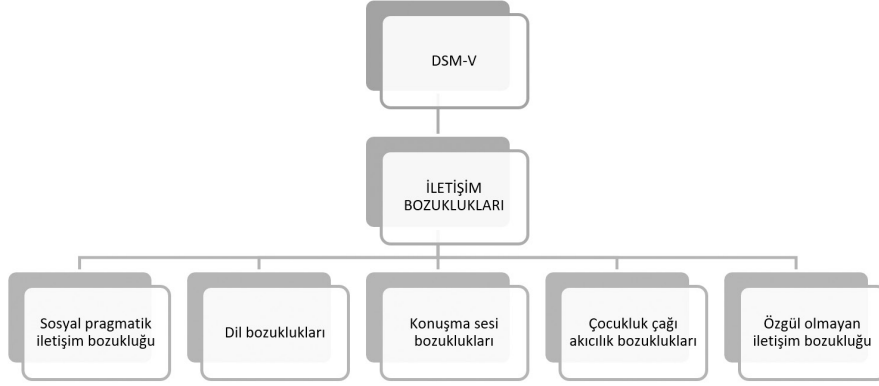 DSM-V
İLETİŞİM
BOZUKLUKLARI
Sosyal pragmatik
iletişim bozukluğu
Dil bozuklukları
Konuşma sesi
bozuklukları
Çocukluk çağı
akıcılık bozuklukları
Özgül olmayan
iletişim bozukluğu